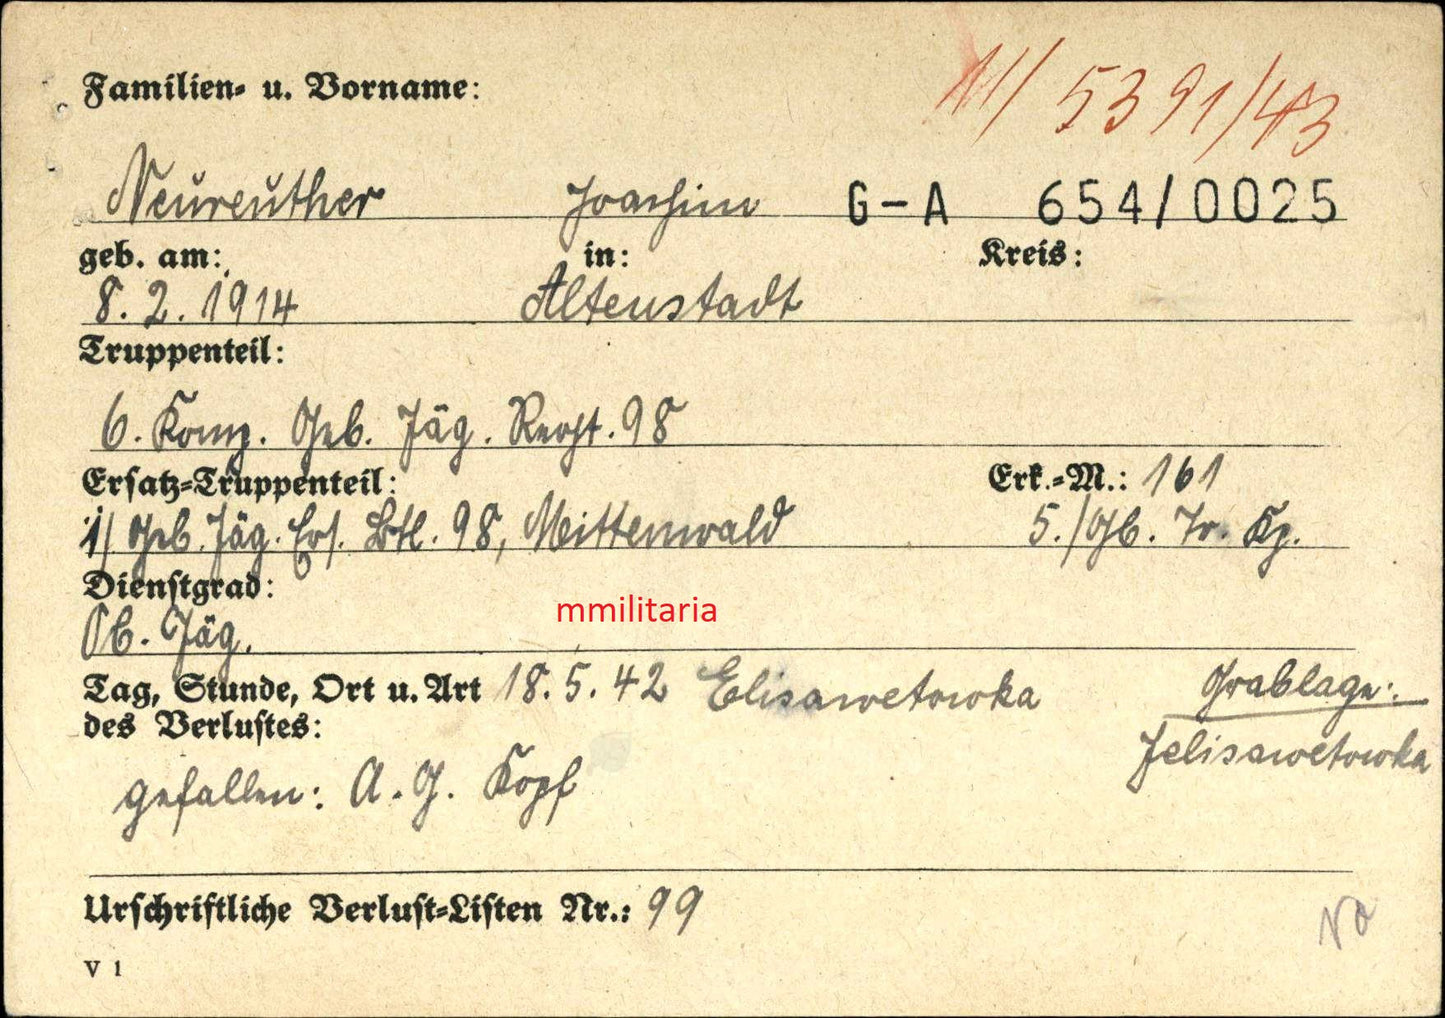 Familien- u. Vorname:
M/ 5391/43
Neureuther Joachim G-A 654/0025
geb. am: in: Kreis:
8.2.1914 Altenstadt
Truppenteil:
6. Komp. Geb. Jäg. Regt. 98
Ersatz-Truppenteil: Erk.-M.: 161
1/ Geb. Jäg. Ers. Btl. 98, Mittenwald 5./Gb. Tr. Kp.
Dienstgrad:
Ob. Jäg.
mmilitaria
Tag, Stunde, Ort u. Art 18.5.42 Elisawetowka Grablage:
des Verlustes: Jelisawetowka
gefallen: A. G. Kopf
Urschriftliche Verlust-Listen Nr.: 99
V 1